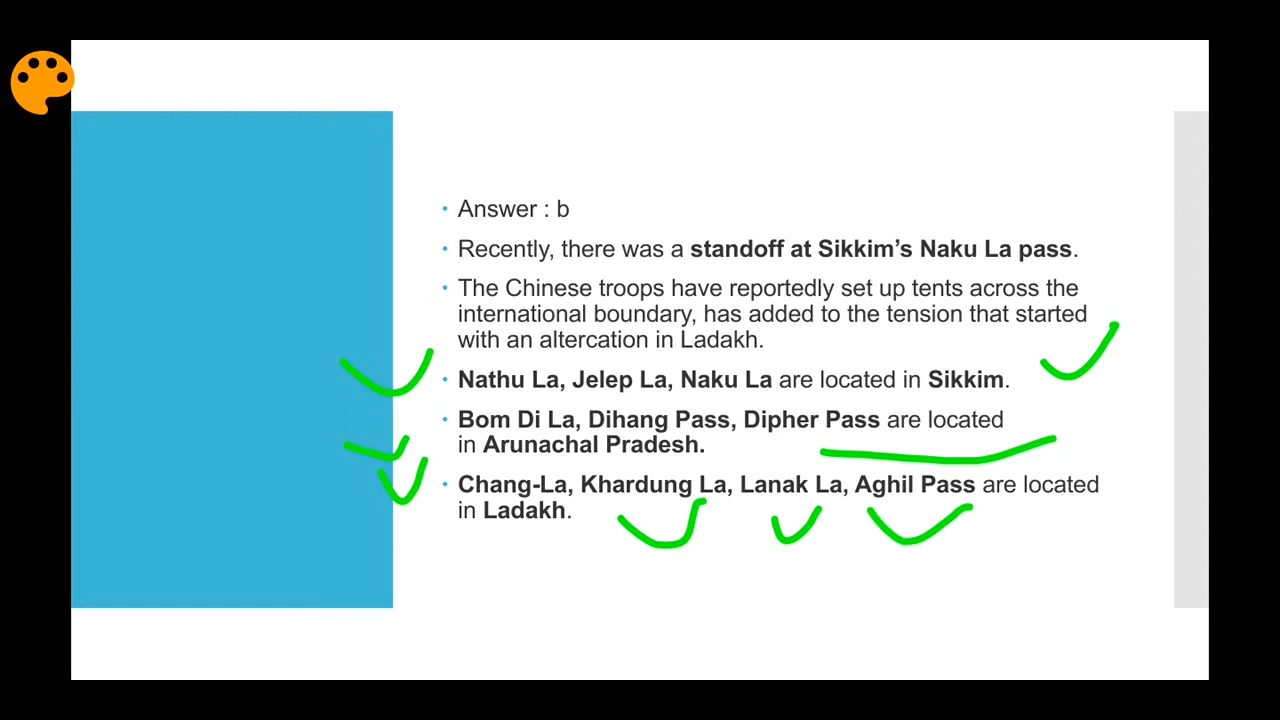 • Answer : b
• Recently, there was a standoff at Sikkim’s Naku La pass.
• The Chinese troops have reportedly set up tents across the
international boundary, has added to the tension that started
with an altercation in Ladakh.
• Nathu La, Jelep La, Naku La are located in Sikkim.
• Bom Di La, Dihang Pass, Dipher Pass are located
in Arunachal Pradesh.
• Chang-La, Khardung La, Lanak La, Aghil Pass are located
in Ladakh.